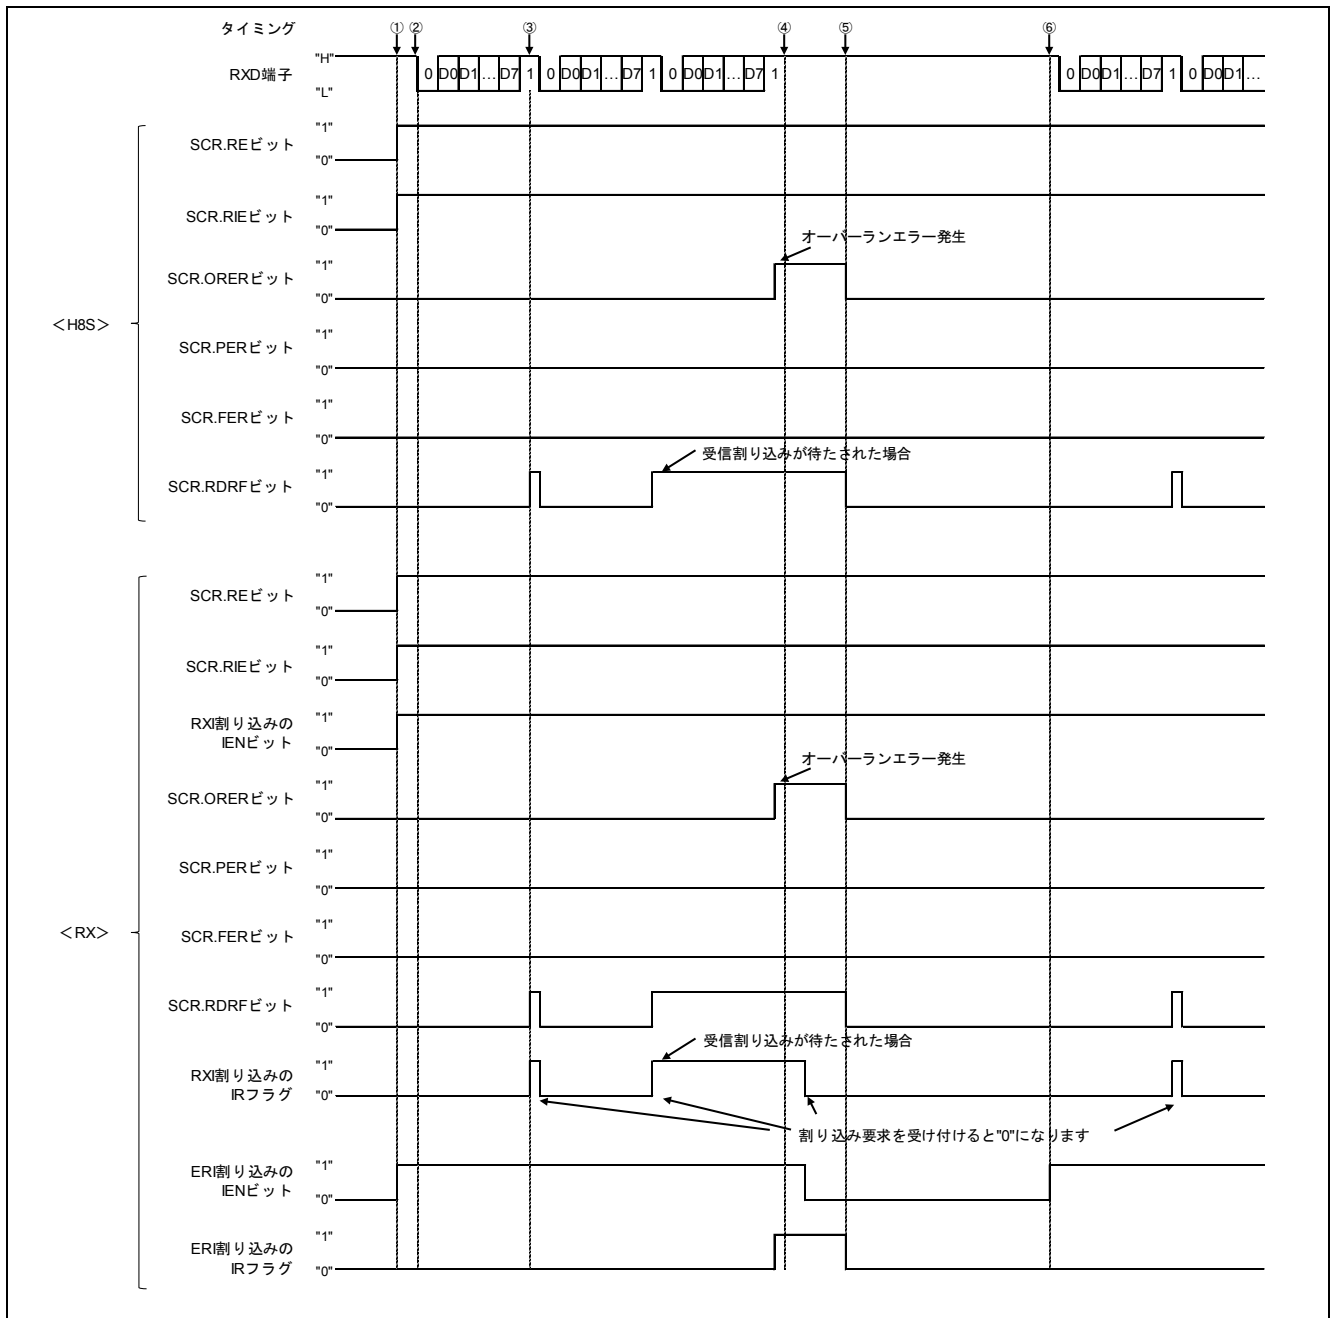 タイミング ① ② ③ ④ ⑤ ⑥
RXD端子 "H" "L" 0 D0 D1 … D7 1 0 D0 D1 … D7 1 0 D0 D1 … D7 1 0 D0 D1 … D7 1 0 D0 D1 …
＜H8S＞
SCR.REビット "1" "0"
SCR.RIEビット "1" "0"
オーバーランエラー発生
SCR.ORERビット "1" "0"
SCR.PERビット "1" "0"
SCR.FERビット "1" "0"
受信割り込みが待たされた場合
SCR.RDRFビット "1" "0"
＜RX＞
SCR.REビット "1" "0"
SCR.RIEビット "1" "0"
RXI割り込みの
IENビット "1" "0"
オーバーランエラー発生
SCR.ORERビット "1" "0"
SCR.PERビット "1" "0"
SCR.FERビット "1" "0"
SCR.RDRFビット "1" "0"
受信割り込みが待たされた場合
RXI割り込みの
IRフラグ "1" "0"
割り込み要求を受け付けると"0"になります
ERI割り込みの
IENビット "1" "0"
ERI割り込みの
IRフラグ "1" "0"